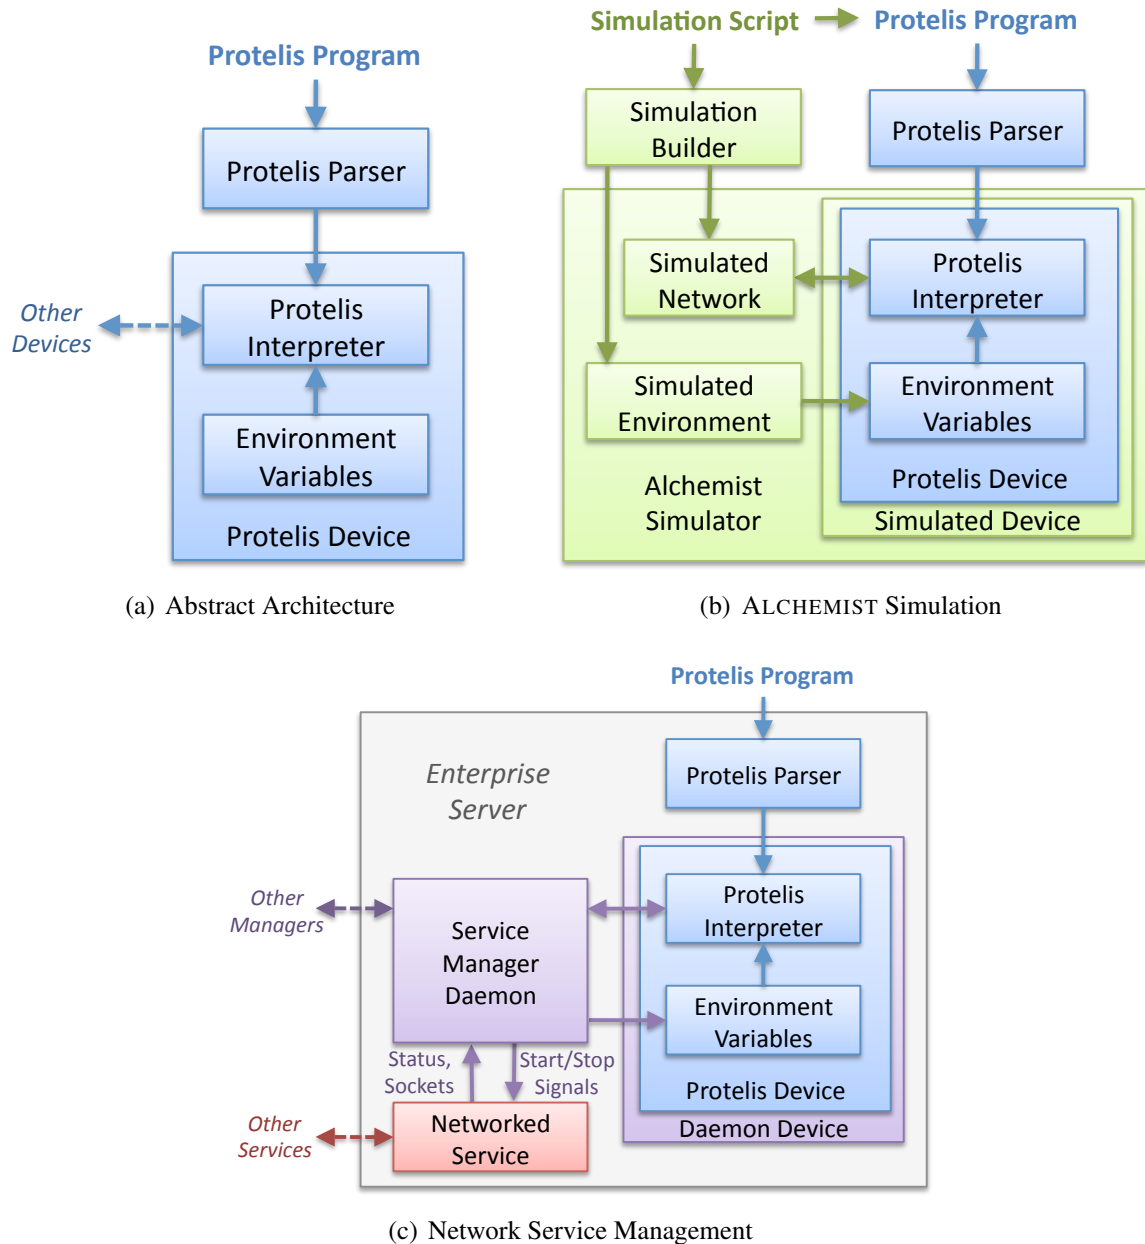 Protelis Program
Protelis Parser
Other
Devices
Protelis
Interpreter
Environment
Variables
Protelis Device
(a) Abstract Architecture
Simulation Script
Protelis Program
Simulation
Builder
Protelis Parser
Simulated
Network
Protelis
Interpreter
Simulated
Environment
Environment
Variables
Alchemist
Simulator
Protelis Device
Simulated Device
(b) ALCHEMIST Simulation
Protelis Program
Enterprise
Server
Protelis Parser
Other
Managers
Service
Manager
Daemon
Protelis
Interpreter
Environment
Variables
Status,
Sockets
Start/Stop
Signals
Protelis Device
Daemon Device
Other
Services
Networked
Service
(c) Network Service Management